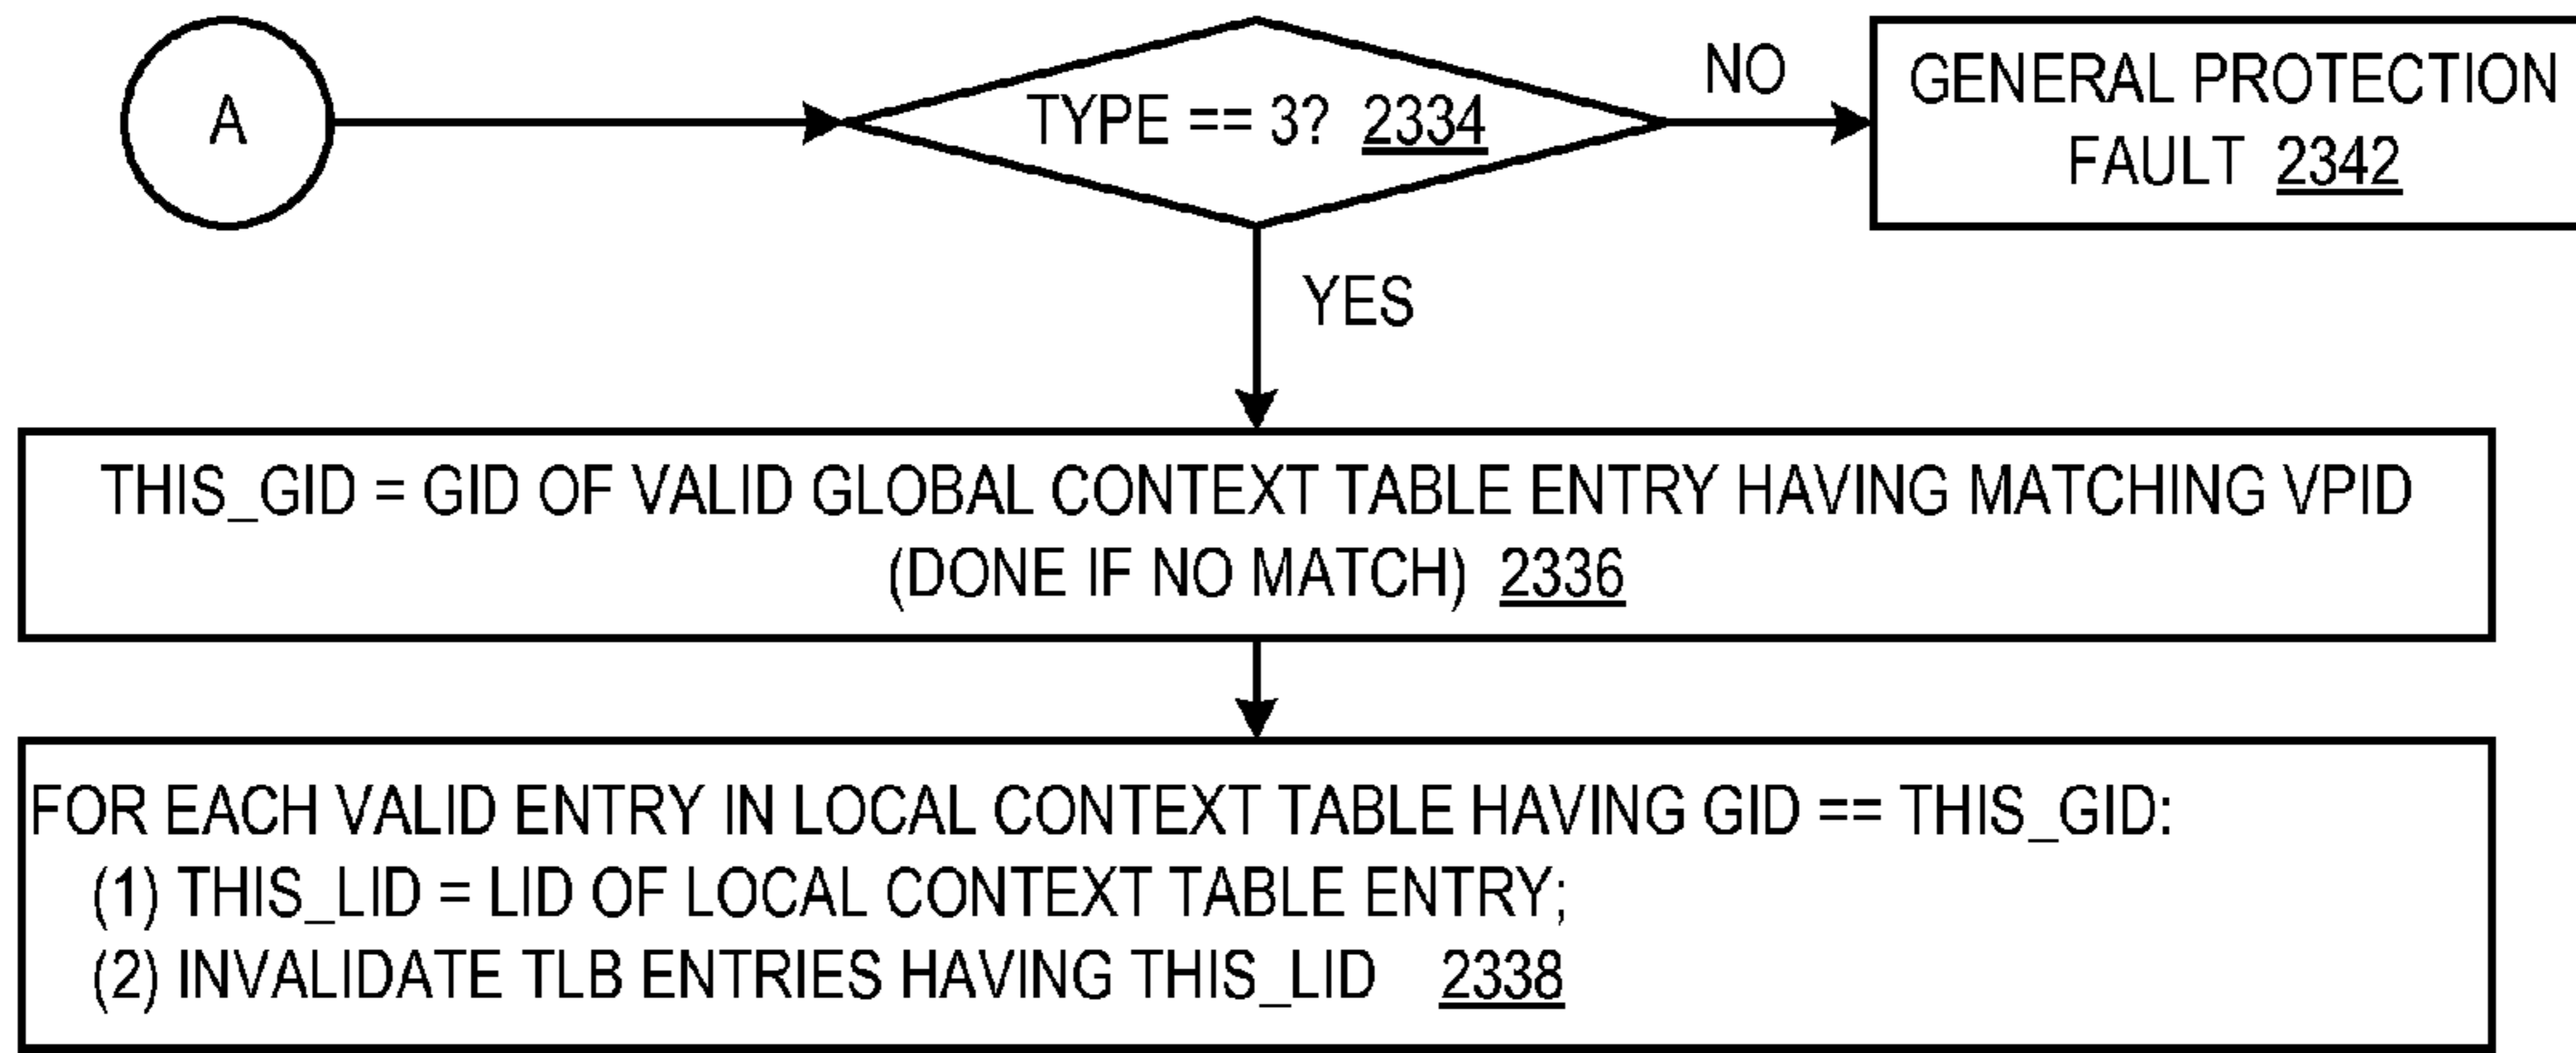 A
TYPE == 3? 2334
NO
GENERAL PROTECTION
FAULT 2342
YES
THIS_GID = GID OF VALID GLOBAL CONTEXT TABLE ENTRY HAVING MATCHING VPID
(DONE IF NO MATCH) 2336
FOR EACH VALID ENTRY IN LOCAL CONTEXT TABLE HAVING GID == THIS_GID:
(1) THIS_LID = LID OF LOCAL CONTEXT TABLE ENTRY;
(2) INVALIDATE TLB ENTRIES HAVING THIS_LID 2338